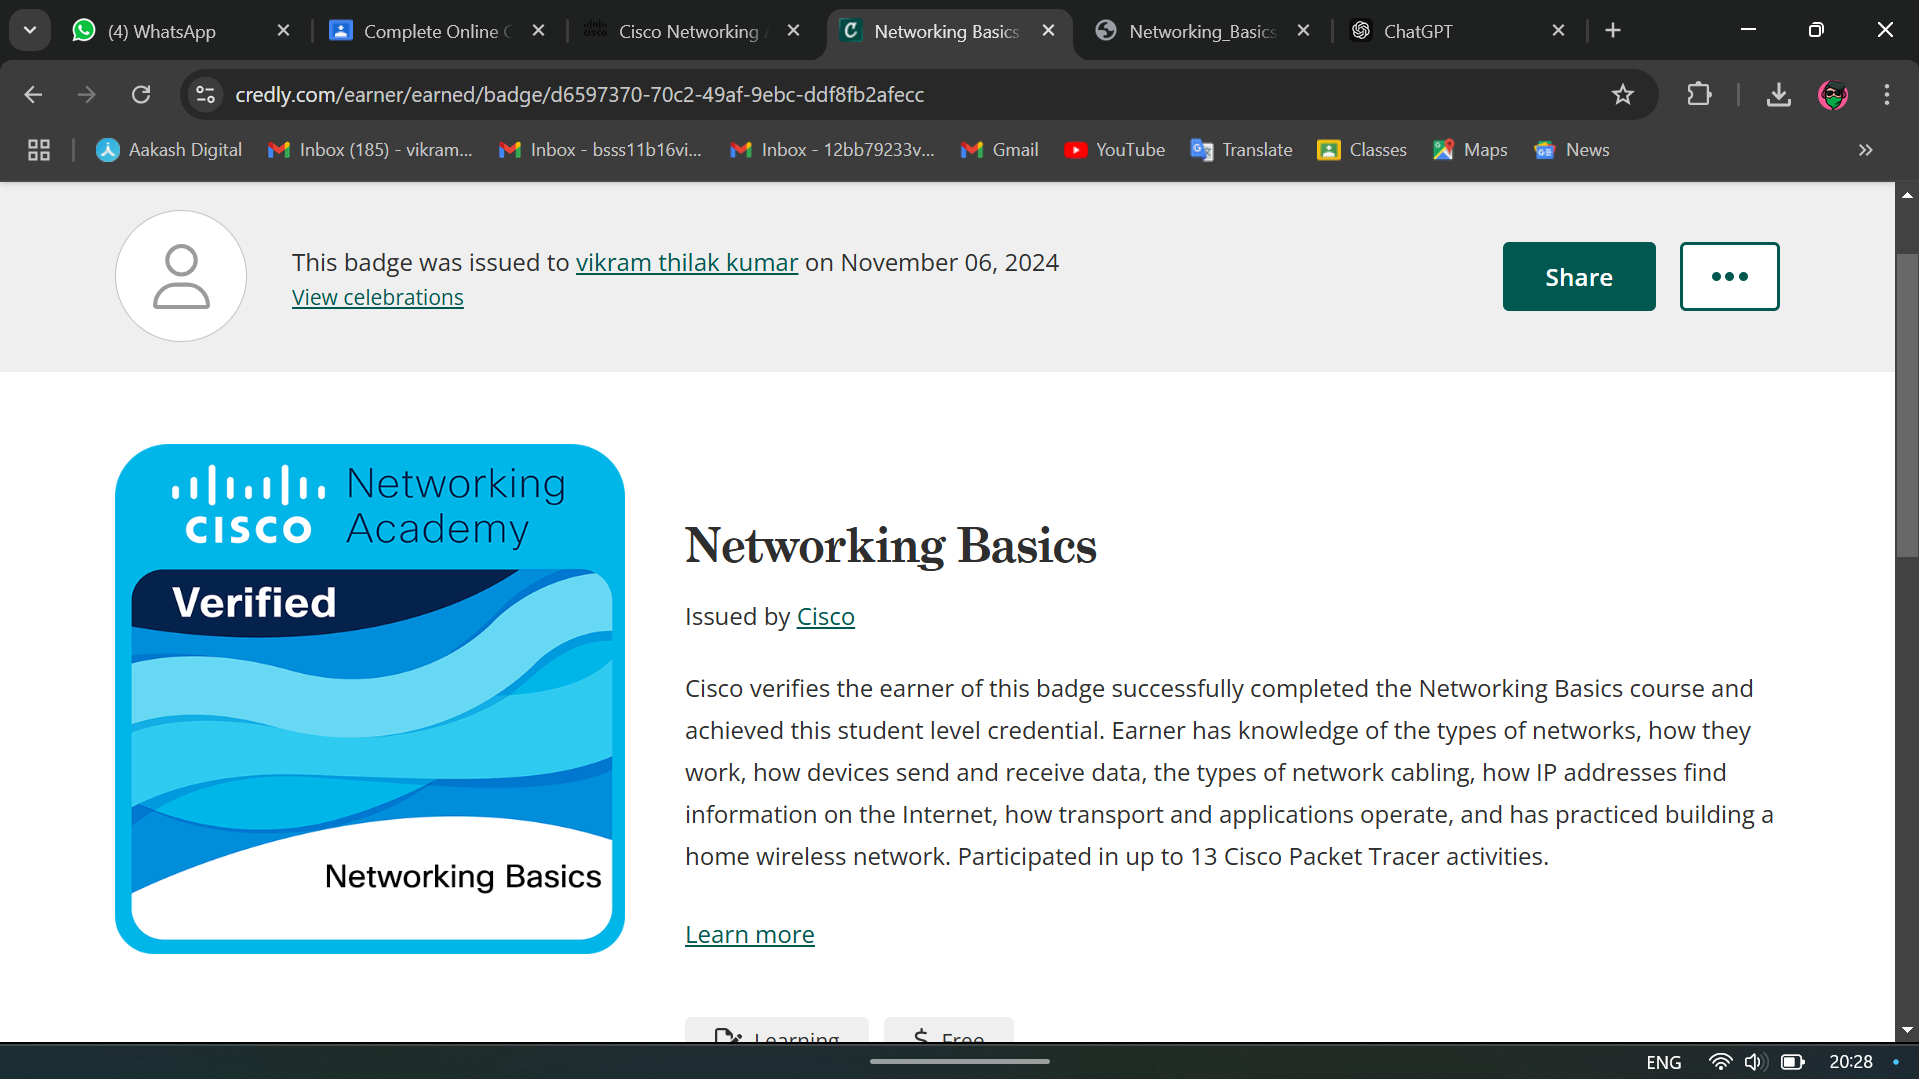 (4) WhatsApp
Complete Online C
Cisco Networking A
Networking Basics
Networking_Basics
ChatGPT
credly.com/earner/earned/badge/d6597370-70c2-49af-9ebc-ddf8fb2afecc
Aakash Digital
Inbox (185) - vikram...
Inbox - bsss11b16vi...
Inbox - 12bb79233v...
Gmail
YouTube
Translate
Classes
Maps
News
This badge was issued to vikram thilak kumar on November 06, 2024
View celebrations
Share
CISCO
Networking
Academy
Verified
Networking Basics
Networking Basics
Issued by Cisco
Cisco verifies the earner of this badge successfully completed the Networking Basics course and
achieved this student level credential. Earner has knowledge of the types of networks, how they
work, how devices send and receive data, the types of network cabling, how IP addresses find
information on the Internet, how transport and applications operate, and has practiced building a
home wireless network. Participated in up to 13 Cisco Packet Tracer activities.
Learn more
Learning
$ Free
ENG
20:28